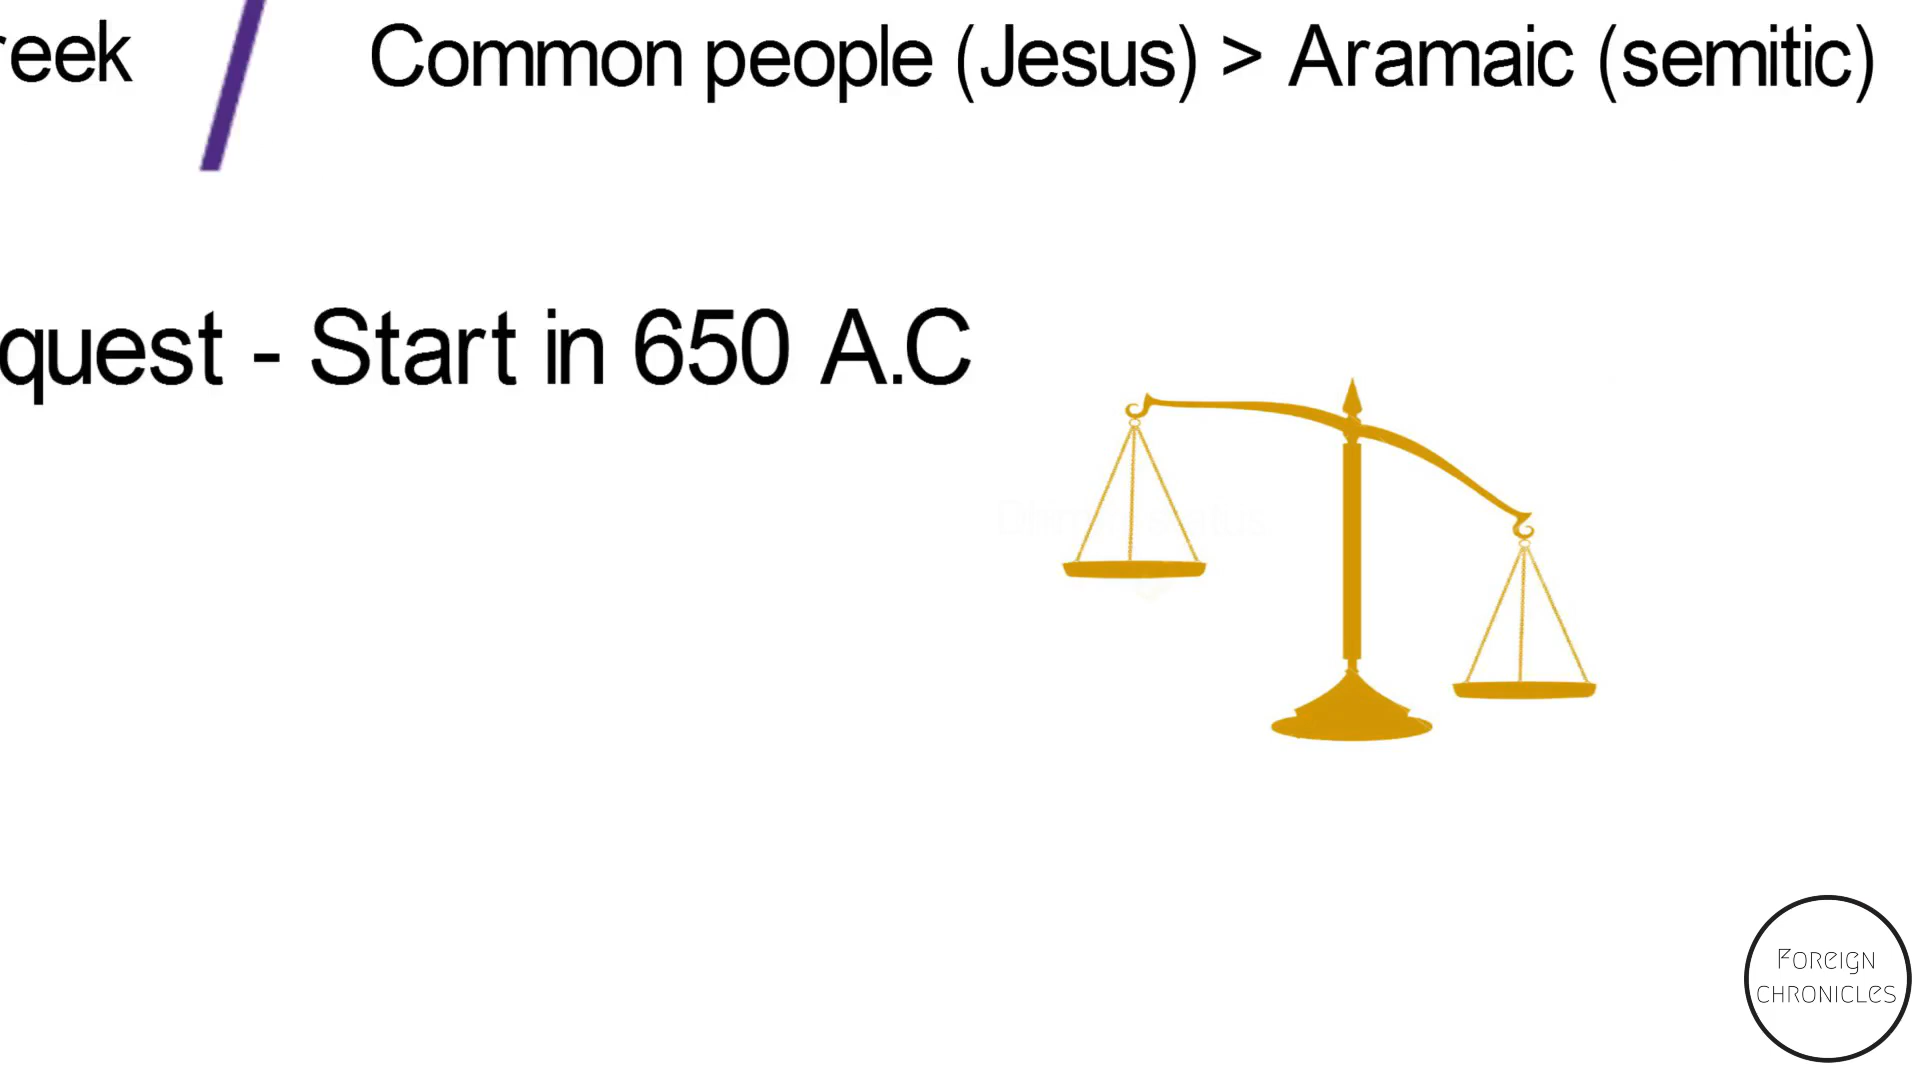 reek / Common people (Jesus) > Aramaic (semitic)
quest - Start in 650 A.C
FOREIGN
CHRONICLES